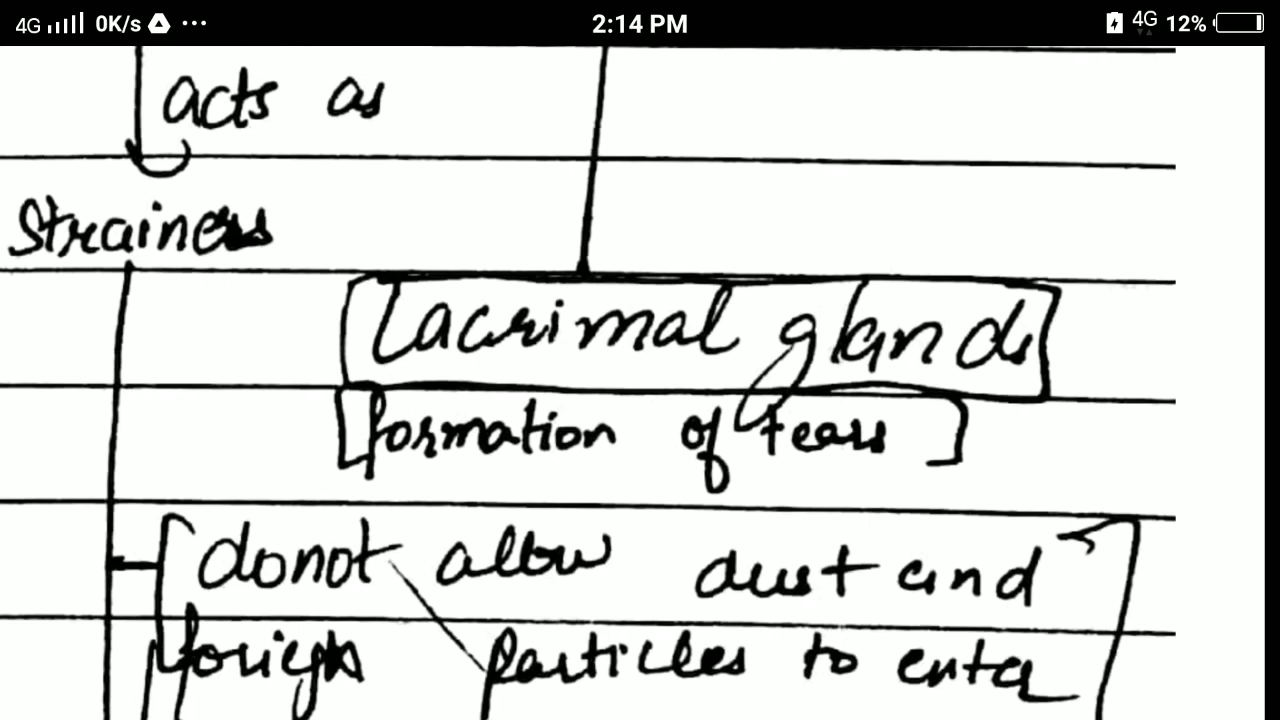 4G 0K/s ··· 2:14 PM 4G 12%
acts as
Strainers
Lacrimal glands
[formation of tears]
donot allow dust and
foriegn particles to enter